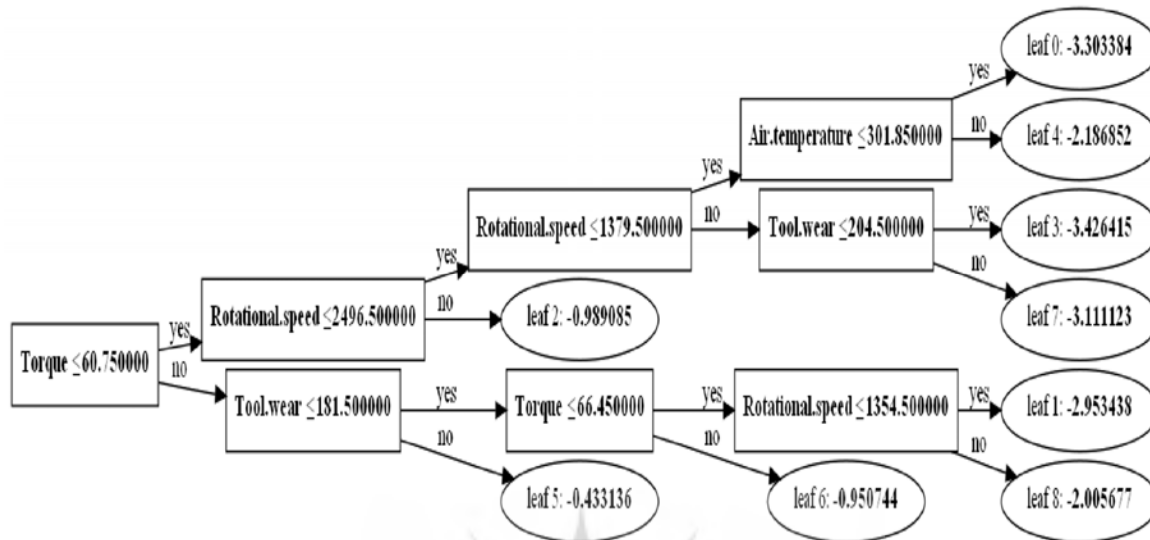 leaf 0: -3.303384
yes
Air.temperature ≤301.850000
no
leaf 4: -2.186852
yes
Rotational.speed ≤1379.500000
no
Tool.wear ≤204.500000
yes
leaf 3: -3.426415
no
yes
Rotational.speed ≤2496.500000
no
leaf 2: -0.989085
leaf 7: -3.111123
yes
Torque ≤60.750000
no
Tool.wear ≤181.500000
yes
Torque ≤66.450000
yes
Rotational.speed ≤1354.500000
yes
leaf 1: -2.953438
no
no
no
leaf 5: -0.433136
leaf 6: -0.950744
leaf 8: -2.005677